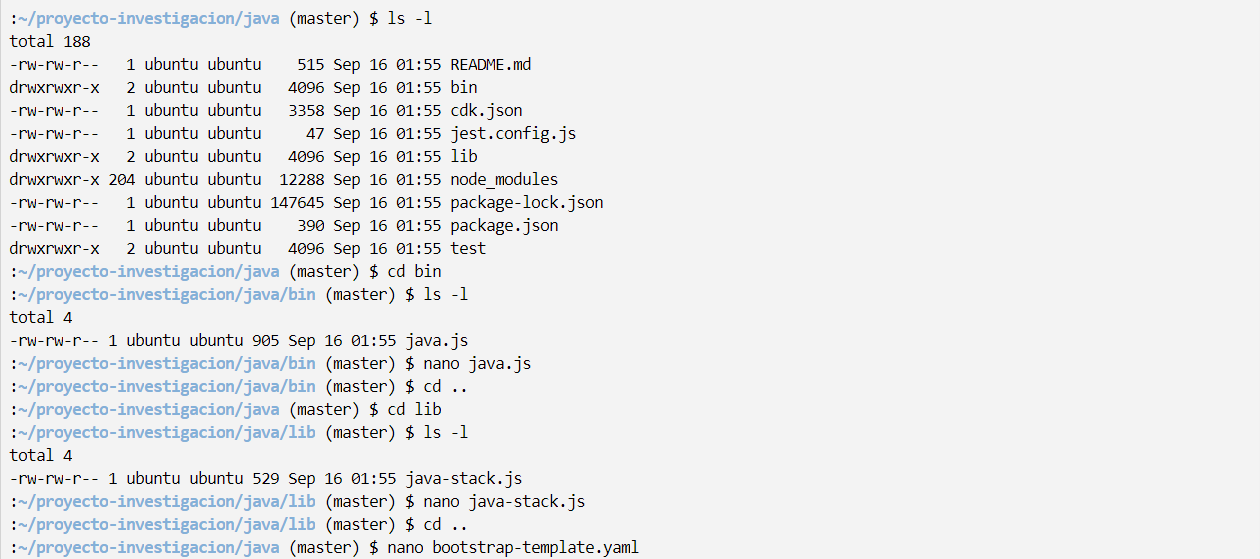 :~/proyecto-investigacion/java (master) $ ls -l
total 188
-rw-rw-r--   1 ubuntu ubuntu    515 Sep 16 01:55 README.md
drwxrwxr-x   2 ubuntu ubuntu   4096 Sep 16 01:55 bin
-rw-rw-r--   1 ubuntu ubuntu   3358 Sep 16 01:55 cdk.json
-rw-rw-r--   1 ubuntu ubuntu     47 Sep 16 01:55 jest.config.js
drwxrwxr-x   2 ubuntu ubuntu   4096 Sep 16 01:55 lib
drwxrwxr-x 204 ubuntu ubuntu  12288 Sep 16 01:55 node_modules
-rw-rw-r--   1 ubuntu ubuntu 147645 Sep 16 01:55 package-lock.json
-rw-rw-r--   1 ubuntu ubuntu    390 Sep 16 01:55 package.json
drwxrwxr-x   2 ubuntu ubuntu   4096 Sep 16 01:55 test
:~/proyecto-investigacion/java (master) $ cd bin
:~/proyecto-investigacion/java/bin (master) $ ls -l
total 4
-rw-rw-r-- 1 ubuntu ubuntu 905 Sep 16 01:55 java.js
:~/proyecto-investigacion/java/bin (master) $ nano java.js
:~/proyecto-investigacion/java/bin (master) $ cd ..
:~/proyecto-investigacion/java (master) $ cd lib
:~/proyecto-investigacion/java/lib (master) $ ls -l
total 4
-rw-rw-r-- 1 ubuntu ubuntu 529 Sep 16 01:55 java-stack.js
:~/proyecto-investigacion/java/lib (master) $ nano java-stack.js
:~/proyecto-investigacion/java/lib (master) $ cd ..
:~/proyecto-investigacion/java (master) $ nano bootstrap-template.yaml